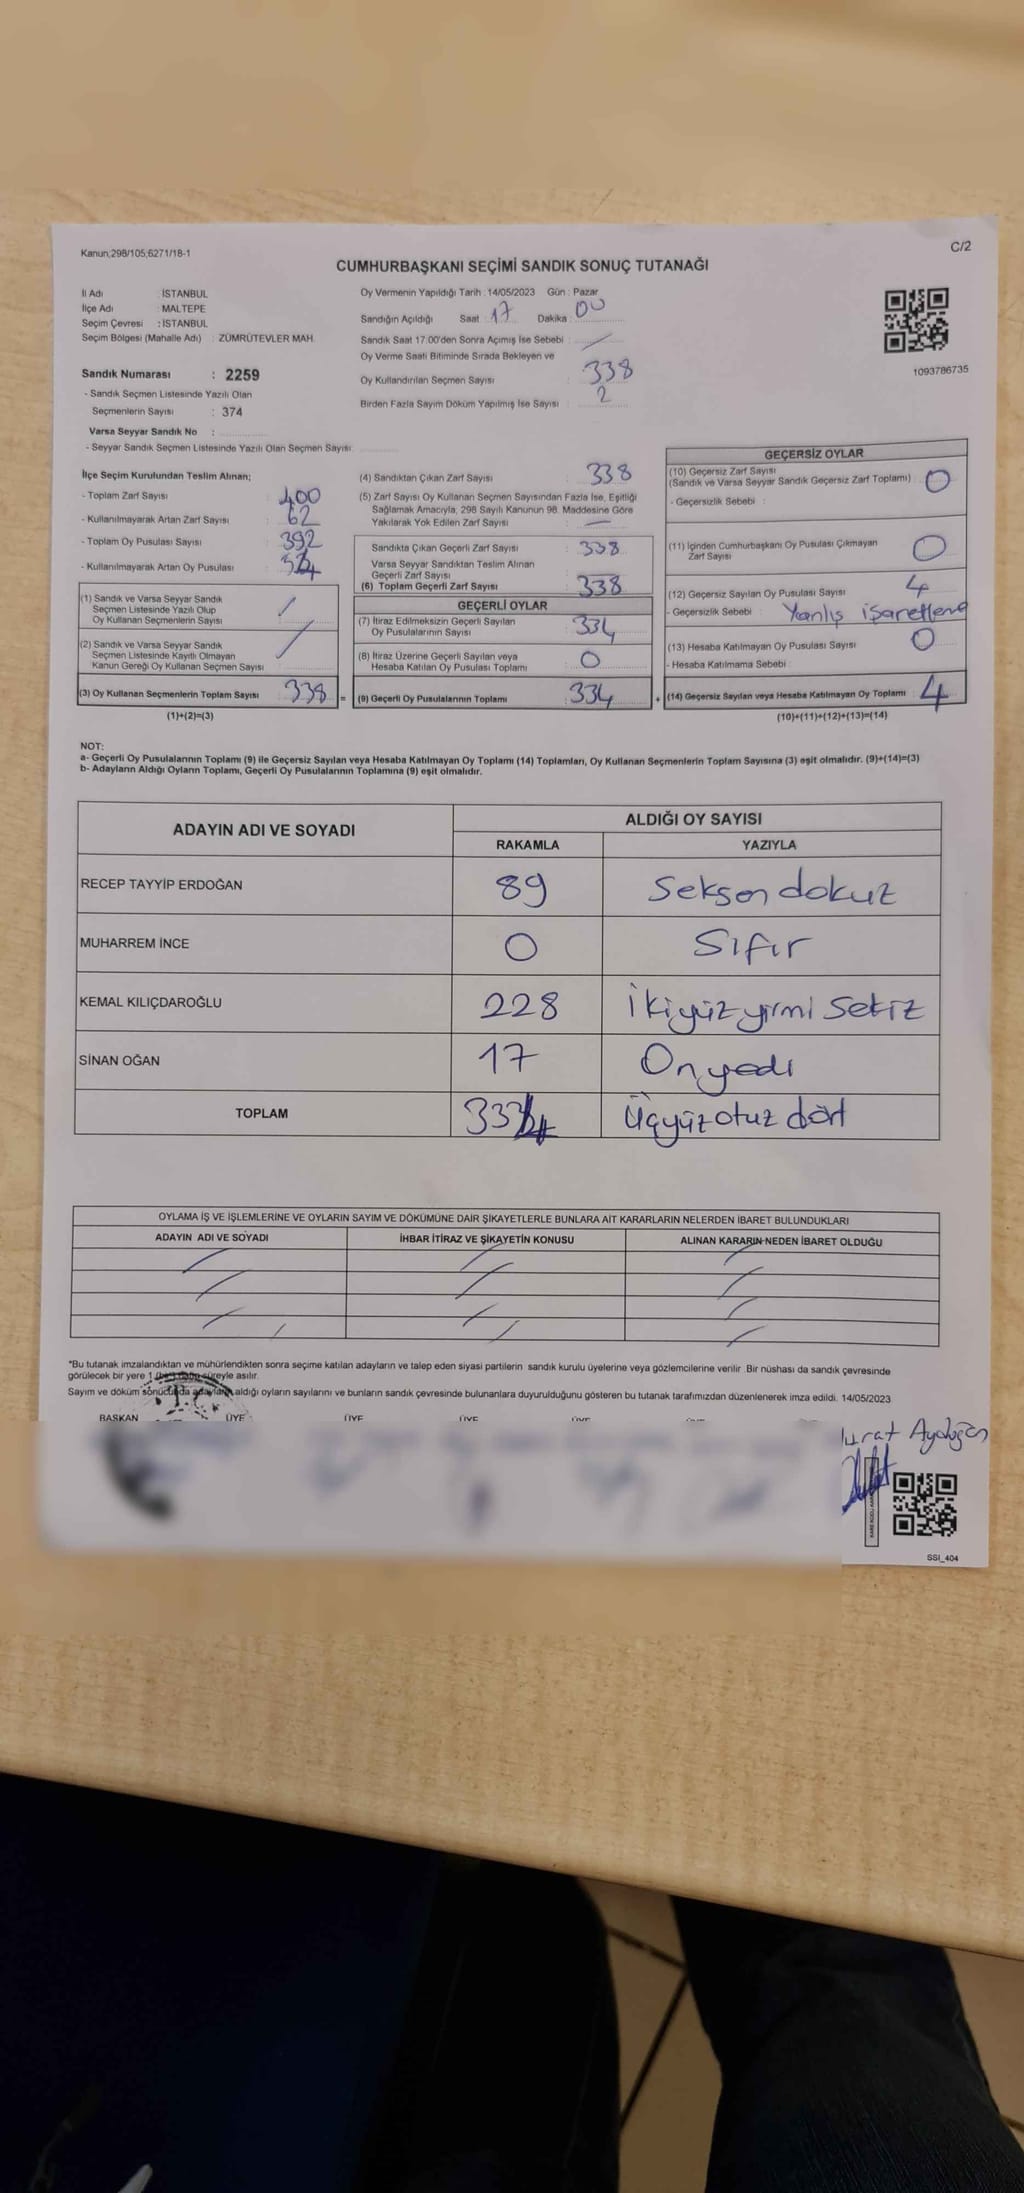 Kanun;298/105;6271/18-1
C/2
CUMHURBAŞKANI SEÇİMİ SANDIK SONUÇ TUTANAĞI
İl Adı : İSTANBUL
İlçe Adı : MALTEPE
Seçim Çevresi : İSTANBUL
Seçim Bölgesi (Mahalle Adı) : ZÜMRÜTEVLER MAH.
Sandık Numarası : 2259
- Sandık Seçmen Listesinde Yazılı Olan
Seçmenlerin Sayısı : 374
Varsa Seyyar Sandık No :
- Seyyar Sandık Seçmen Listesinde Yazılı Olan Seçmen Sayısı:
Oy Vermenin Yapıldığı Tarih : 14/05/2023 Gün : Pazar
Sandığın Açıldığı Saat : 17 Dakika : 00
Sandık Saat 17.00'den Sonra Açımış İse Sebebi :
Oy Verme Saati Bitiminde Sırada Bekleyen ve
Oy Kullandırılan Seçmen Sayısı : 338
Birden Fazla Sayım Döküm Yapılmış İse Sayısı : 2
1093786735
İlçe Seçim Kurulundan Teslim Alınan;
- Toplam Zarf Sayısı : 400
- Kullanılmayarak Artan Zarf Sayısı : 62
- Toplam Oy Pusulası Sayısı : 392
- Kullanılmayarak Artan Oy Pusulası :
(1) Sandık ve Varsa Seyyar Sandık
Seçmen Listesinde Yazılı Olup
Oy Kullanan Seçmenlerin Sayısı :
(2) Sandık ve Varsa Seyyar Sandık
Seçmen Listesinde Kayıtlı Olmayan
Kanun Gereği Oy Kullanan Seçmen Sayısı :
(3) Oy Kullanan Seçmenlerin Toplam Sayısı : 338 =
(1)+(2)=(3)
(4) Sandıktan Çıkan Zarf Sayısı : 338
(5) Zarf Sayısı Oy Kullanan Seçmen Sayısından Fazla İse, Eşitliği
Sağlamak Amacıyla, 298 Sayılı Kanunun 98. Maddesine Göre
Yakılarak Yok Edilen Zarf Sayısı : —
Sandıkta Çıkan Geçerli Zarf Sayısı : 338
Varsa Seyyar Sandıktan Teslim Alınan
Geçerli Zarf Sayısı :
(6) Toplam Geçerli Zarf Sayısı : 338
GEÇERLİ OYLAR
(7) İtiraz Edilmeksizin Geçerli Sayılan
Oy Pusulalarının Sayısı : 334
(8) İtiraz Üzerine Geçerli Sayılan veya
Hesaba Katılan Oy Pusulası Toplamı : 0
(9) Geçerli Oy Pusulalarının Toplamı : 334 +
GEÇERSİZ OYLAR
(10) Geçersiz Zarf Sayısı
(Sandık ve Varsa Seyyar Sandık Geçersiz Zarf Toplamı) : 0
- Geçersizlik Sebebi :
(11) İçinden Cumhurbaşkanı Oy Pusulası Çıkmayan
Zarf Sayısı : 0
(12) Geçersiz Sayılan Oy Pusulası Sayısı : 4
- Geçersizlik Sebebi : Yanlış işaretleme
(13) Hesaba Katılmayan Oy Pusulası Sayısı : 0
- Hesaba Katılmama Sebebi :
(14) Geçersiz Sayılan veya Hesaba Katılmayan Oy Toplamı : 4
(10)+(11)+(12)+(13)=(14)
NOT:
a- Geçerli Oy Pusulalarının Toplamı (9) ile Geçersiz Sayılan veya Hesaba Katılmayan Oy Toplamı (14) Toplamları, Oy Kullanan Seçmenlerin Toplam Sayısına (3) eşit olmalıdır. (9)+(14)=(3)
b- Adayların Aldığı Oyların Toplamı, Geçerli Oy Pusulalarının Toplamına (9) eşit olmalıdır.
ADAYIN ADI VE SOYADI
ALDIĞI OY SAYISI
RAKAMLA YAZIYLA
RECEP TAYYİP ERDOĞAN 89 Seksen dokuz
MUHARREM İNCE 0 Sıfır
KEMAL KILIÇDAROĞLU 228 İkiyüz yirmi Sekiz
SİNAN OĞAN 17 Onyedi
TOPLAM 334 Üçyüz otuz dört
OYLAMA İŞ VE İŞLEMLERİNE VE OYLARIN SAYIM VE DÖKÜMÜNE DAİR ŞİKAYETLERLE BUNLARA AİT KARARLARIN NELERDEN İBARET BULUNDUKLARI
ADAYIN ADI VE SOYADI İHBAR İTİRAZ VE ŞİKAYETİN KONUSU ALINAN KARARIN NEDEN İBARET OLDUĞU
*Bu tutanak imzalandıktan ve mühürlendikten sonra seçime katılan adayların ve talep eden siyasi partilerin sandık kurulu üyelerine veya gözlemcilerine verilir. Bir nüshası da sandık çevresinde
görülecek bir yere 1 süreyle asılır.
Sayım ve döküm sonucunda adayların aldığı oyların sayılarını ve bunların sandık çevresinde bulunanlara duyurulduğunu gösteren bu tutanak tarafımızdan düzenlenerek imza edildi. 14/05/2023
T.C.
BAŞKAN ÜYE ÜYE ÜYE ÜYE
SSI_404